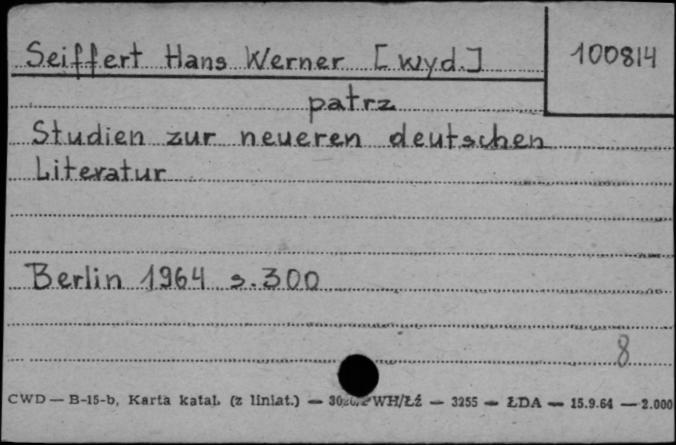 Seiffert Hans Werner [wyd.]
100814
patrz
Studien zur neueren deutschen
Literatur
Berlin 1964 s. 300
8
CWD — B-15-b, Karta katal. (z liniat.) — WH/Łź — 3255 — ŁDA — 15.9.64 — 2.000